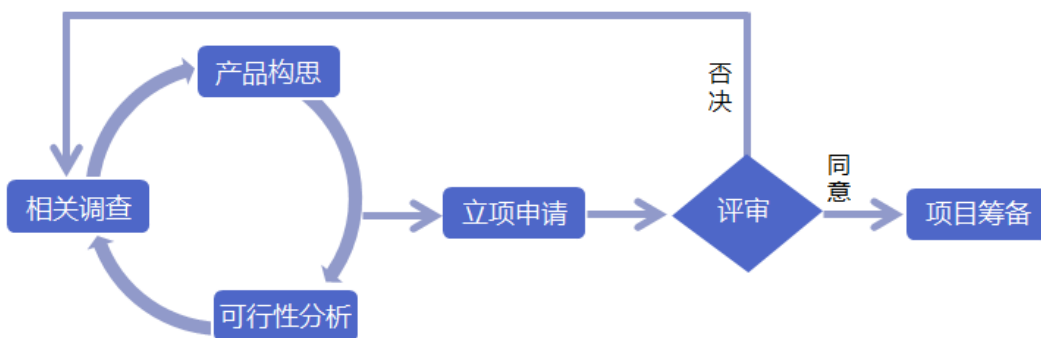 产品构思
否决
同意
相关调查
立项申请
评审
项目筹备
可行性分析